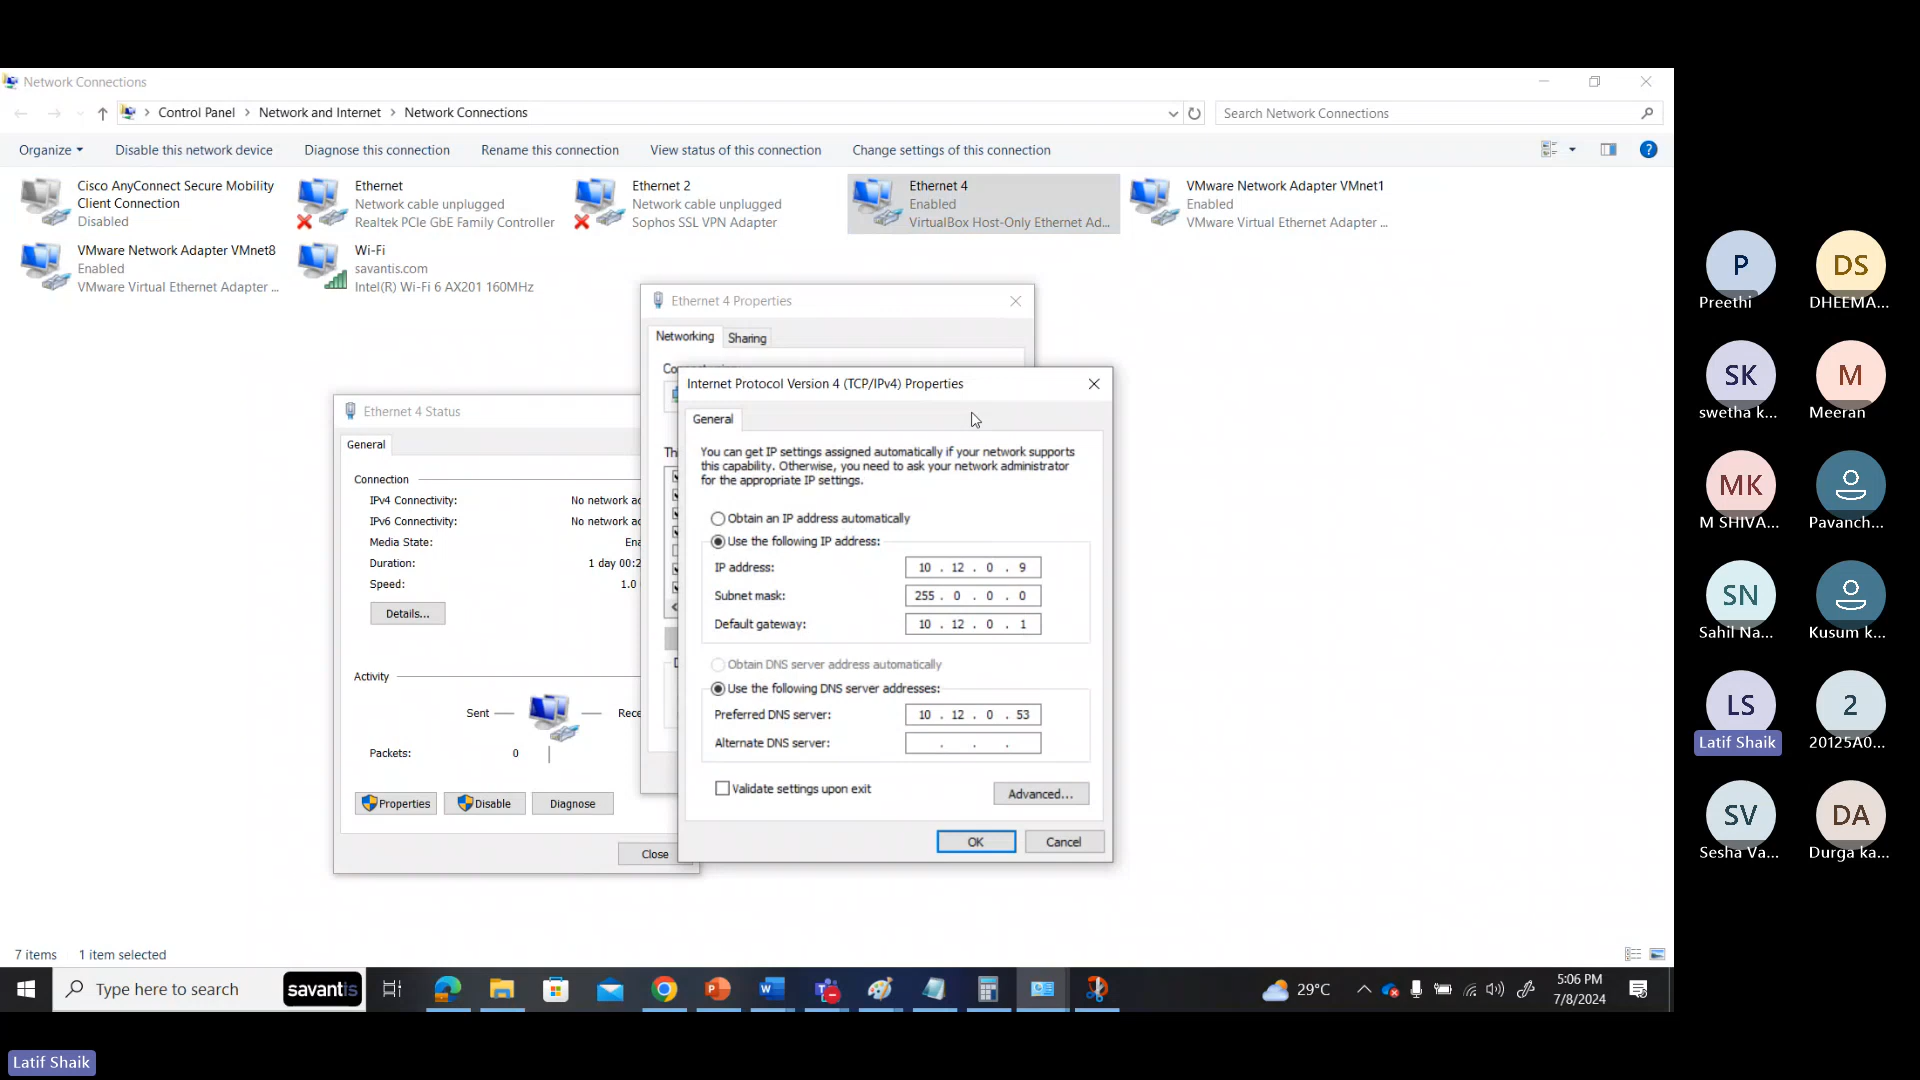 Network Connections
Control Panel > Network and Internet > Network Connections
Search Network Connections
Organize Disable this network device Diagnose this connection Rename this connection View status of this connection Change settings of this connection
Cisco AnyConnect Secure Mobility
Client Connection
Disabled
Ethernet
Network cable unplugged
Realtek PCIe GbE Family Controller
Ethernet 2
Network cable unplugged
Sophos SSL VPN Adapter
Ethernet 4
Enabled
VirtualBox Host-Only Ethernet Ad...
VMware Network Adapter VMnet1
Enabled
VMware Virtual Ethernet Adapter ...
VMware Network Adapter VMnet8
Enabled
VMware Virtual Ethernet Adapter ...
Wi-Fi
savantis.com
Intel(R) Wi-Fi 6 AX201 160MHz
Ethernet 4 Properties
Networking Sharing
Internet Protocol Version 4 (TCP/IPv4) Properties
General
You can get IP settings assigned automatically if your network supports
this capability. Otherwise, you need to ask your network administrator
for the appropriate IP settings.
Obtain an IP address automatically
Use the following IP address:
IP address: 10 . 12 . 0 . 9
Subnet mask: 255 . 0 . 0 . 0
Default gateway: 10 . 12 . 0 . 1
Obtain DNS server address automatically
Use the following DNS server addresses:
Preferred DNS server: 10 . 12 . 0 . 53
Alternate DNS server: . . .
Validate settings upon exit
Advanced...
OK Cancel
Ethernet 4 Status
General
Connection
IPv4 Connectivity: No network ac
IPv6 Connectivity: No network ac
Media State: Ena
Duration: 1 day 00:2
Speed: 1.0
Details...
Activity
Sent Rece
Packets: 0
Properties Disable Diagnose
Close
7 items 1 item selected
Type here to search
savantis
29°C
5:06 PM
7/8/2024
P
Preethi
DS
DHEEMA...
SK
swetha k...
M
Meeran
MK
M SHIVA...
Pavanch...
SN
Sahil Na...
Kusum k...
LS
Latif Shaik
2
20125A0...
SV
Sesha Va...
DA
Durga ka...
Latif Shaik